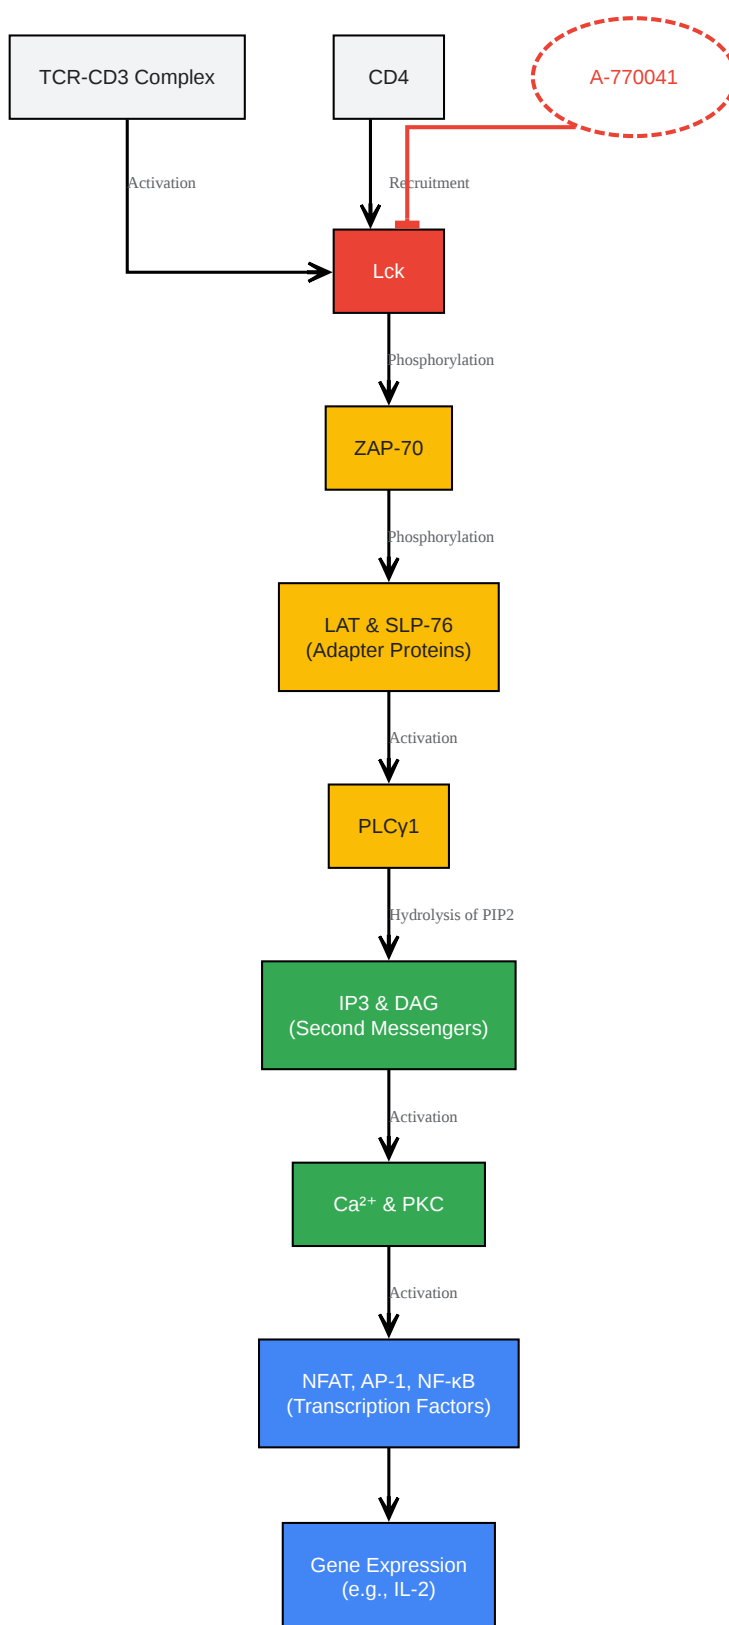 TCR-CD3 Complex
CD4
A-770041
Activation
Recruitment
Lck
Phosphorylation
ZAP-70
Phosphorylation
LAT & SLP-76
(Adapter Proteins)
Activation
PLCγ1
Hydrolysis of PIP2
IP3 & DAG
(Second Messengers)
Activation
Ca²⁺ & PKC
Activation
NFAT, AP-1, NF-κB
(Transcription Factors)
Gene Expression
(e.g., IL-2)